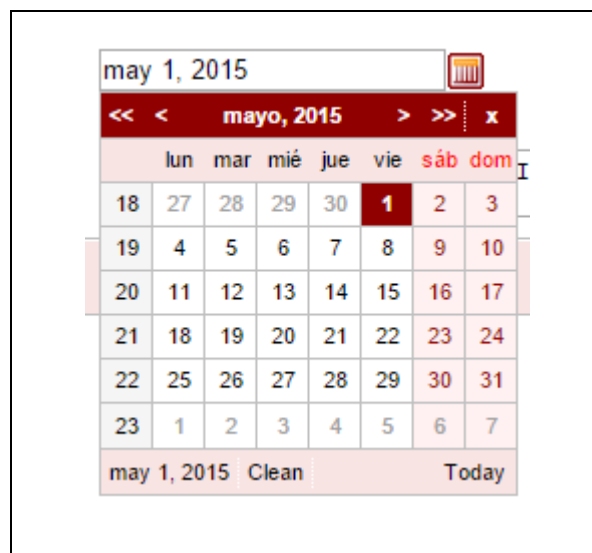 may 1, 2015
<< < mayo, 2015 > >> x
lun mar mié jue vie sáb dom
I
18 27 28 29 30 1 2 3
19 4 5 6 7 8 9 10
20 11 12 13 14 15 16 17
21 18 19 20 21 22 23 24
22 25 26 27 28 29 30 31
23 1 2 3 4 5 6 7
may 1, 2015 Clean Today